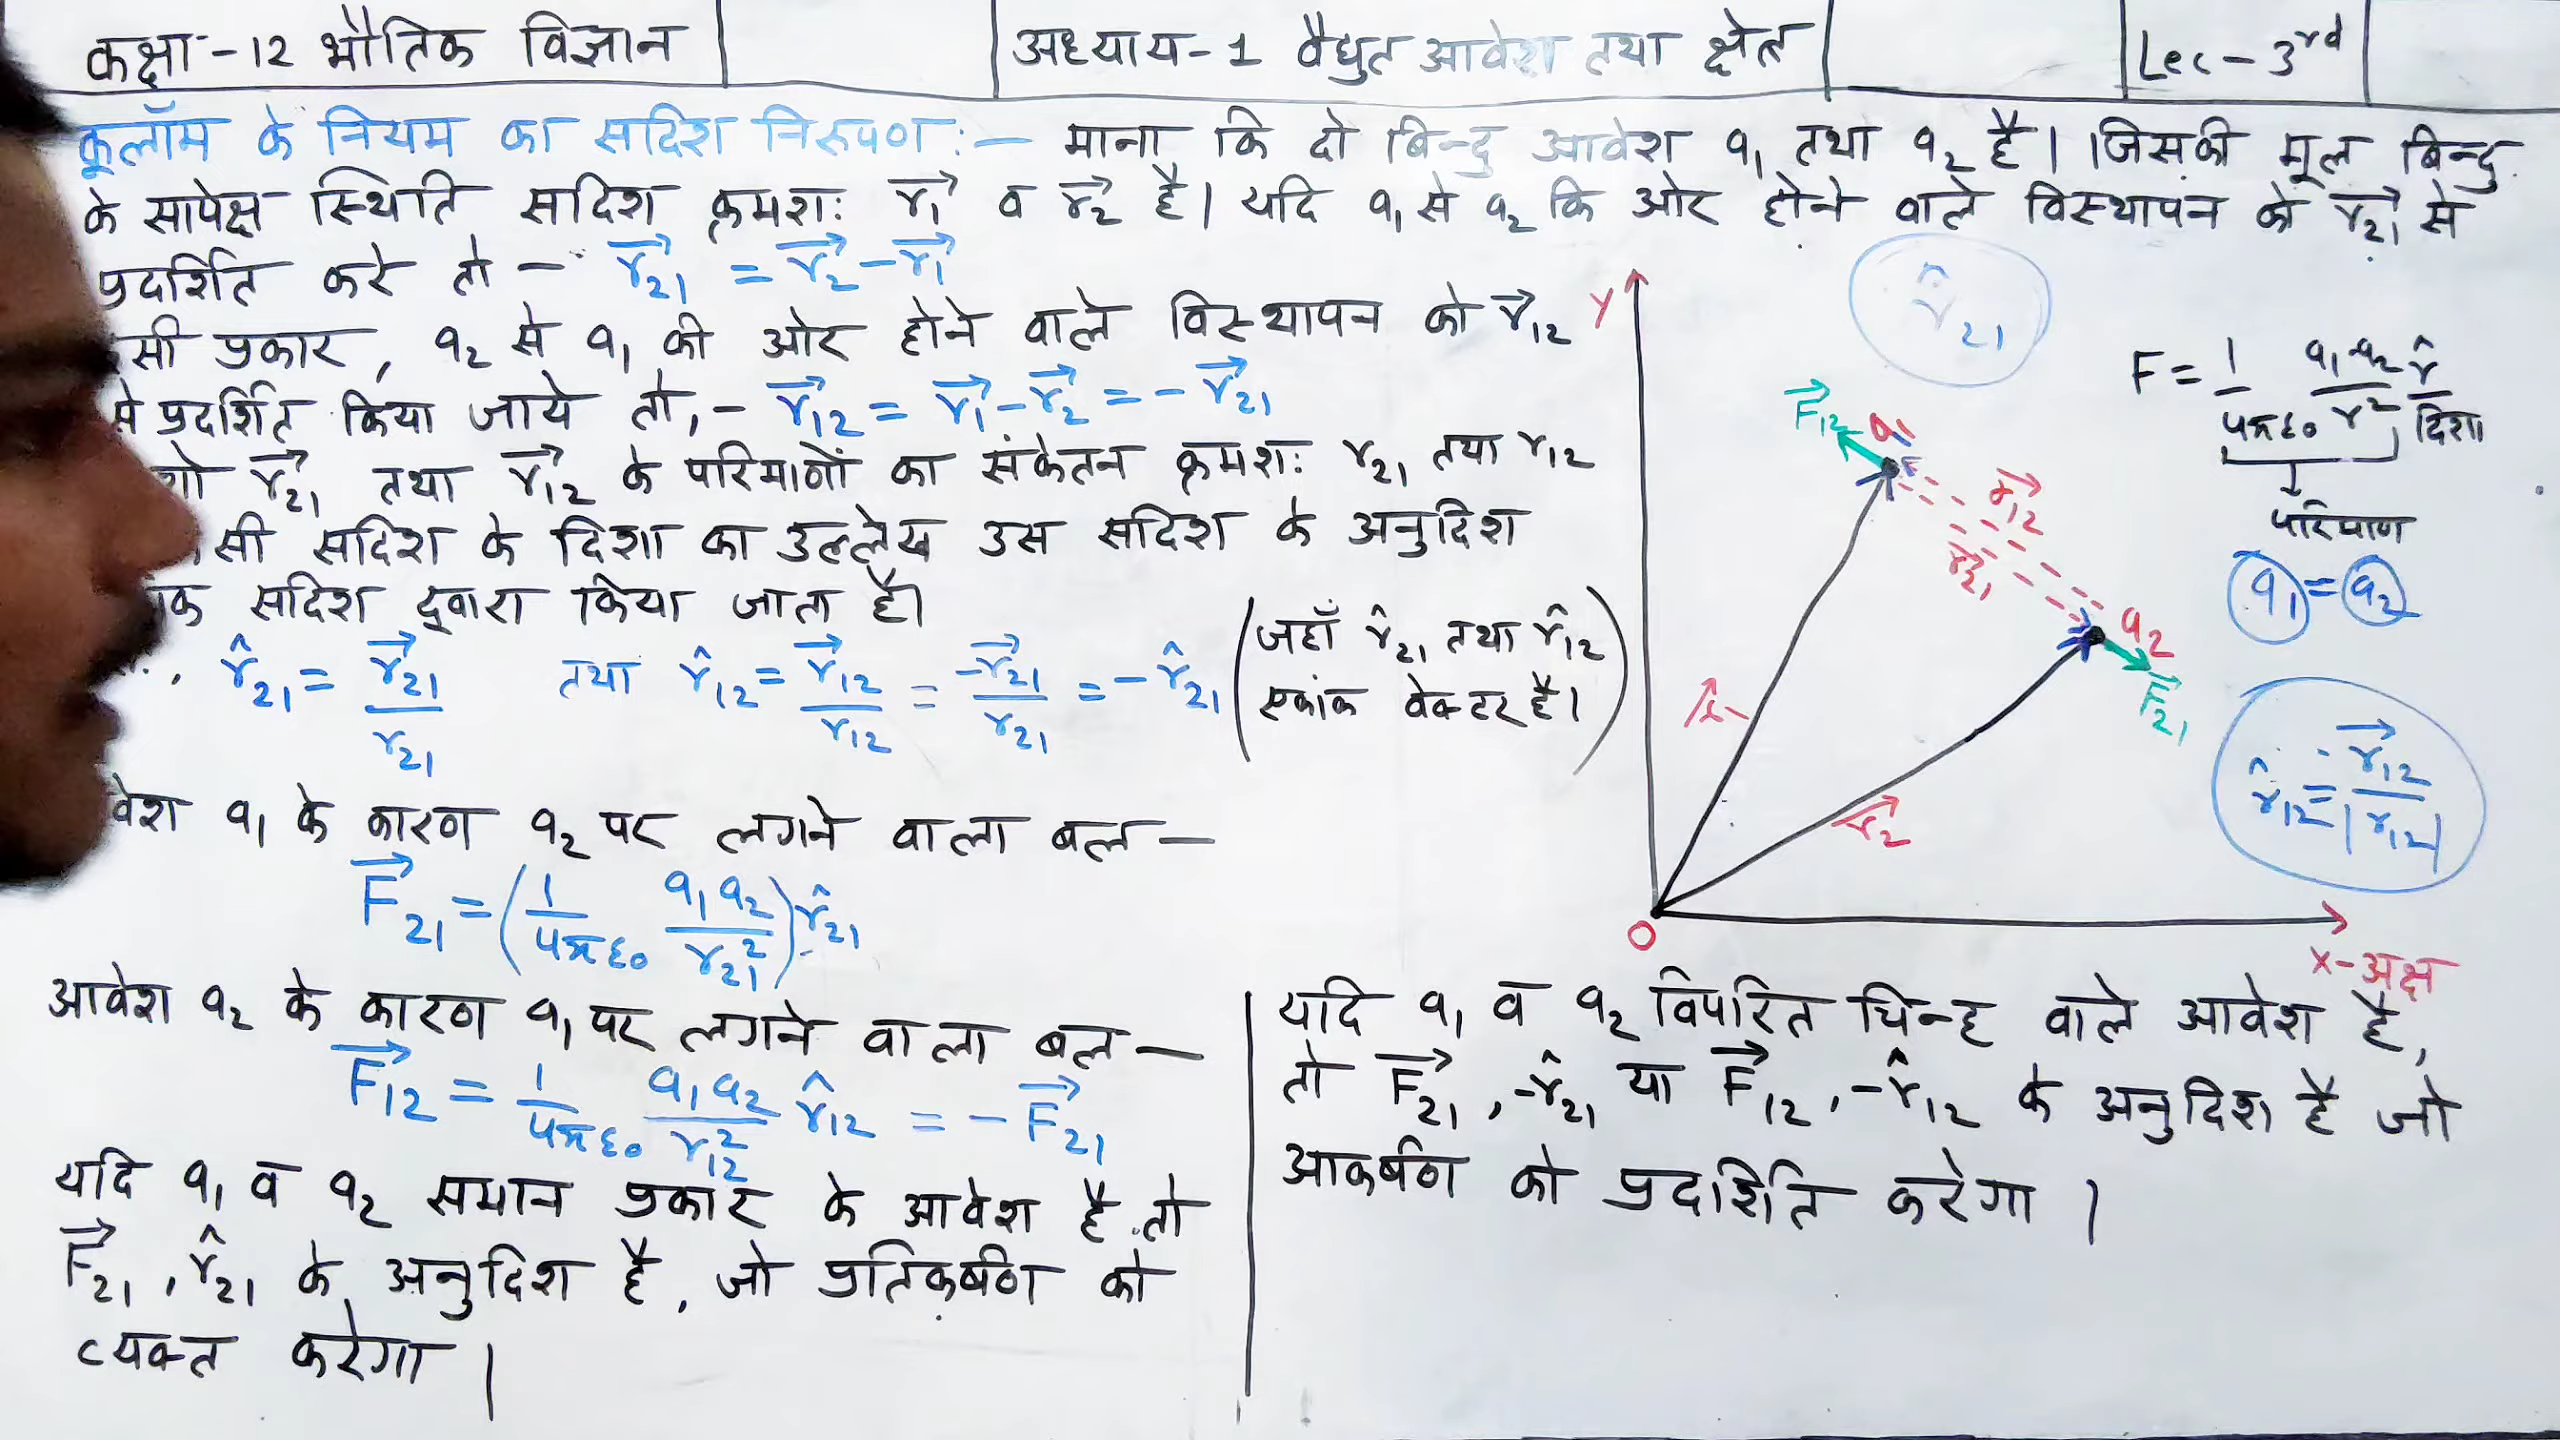 कक्षा-12 भौतिक विज्ञान
अध्याय-1 वैद्युत आवेश तथा क्षेत्र
Lec-3rd
कूलॉम के नियम का सदिश निरूपण:- माना कि दो बिन्दु आवेश q₁ तथा q₂ है। जिसकी मूल बिन्दु
के सापेक्ष स्थिति सदिश क्रमशः r₁⃗ व r₂⃗ है। यदि q₁ से q₂ कि ओर होने वाले विस्थापन को r⃗₂₁ से
प्रदर्शित करे तो - r⃗₂₁ = r⃗₂ - r⃗₁
सी प्रकार, q₂ से q₁ की ओर होने वाले विस्थापन को r⃗₁₂
से प्रदर्शित किया जाये तो,- r⃗₁₂ = r⃗₁ - r⃗₂ = - r⃗₂₁
r⃗₂₁ तथा r⃗₁₂ के परिमाणों का संकेतन क्रमशः r₂₁ तथा r₁₂
सी सदिश के दिशा का उल्लेख उस सदिश के अनुदिश
क सदिश द्वारा किया जाता है।
r̂₂₁ = r⃗₂₁ / r₂₁ तथा r̂₁₂ = r⃗₁₂ / r₁₂ = -r⃗₂₁ / r₂₁ = - r̂₂₁
(जहाँ r̂₂₁ तथा r̂₁₂
एकांक वेक्टर है।)
वेश q₁ के कारण q₂ पर लगने वाला बल -
F⃗₂₁ = (1/4πε₀ q₁q₂/r₂₁²) r̂₂₁
आवेश q₂ के कारण q₁ पर लगने वाला बल -
F⃗₁₂ = 1/4πε₀ q₁q₂/r₁₂² r̂₁₂ = - F⃗₂₁
यदि q₁ व q₂ समान प्रकार के आवेश है तो
F⃗₂₁, r̂₂₁ के अनुदिश है, जो प्रतिकर्षण को
व्यक्त करेगा।
Y
r̂₂₁
F⃗₁₂
q₁
r⃗₁₂
r⃗₂₁
q₂
F⃗₂₁
r⃗₁
r⃗₂
O
X-अक्ष
F = 1/4πε₀ q₁q₂/r² r̂
दिशा
परिमाण
q₁ = q₂
r̂₁₂ = r⃗₁₂ / |r₁₂|
यदि q₁ व q₂ विपरित चिन्ह वाले आवेश है,
तो F⃗₂₁, -r̂₂₁ या F⃗₁₂, -r̂₁₂ के अनुदिश है जो
आकर्षण को प्रदर्शित करेगा।